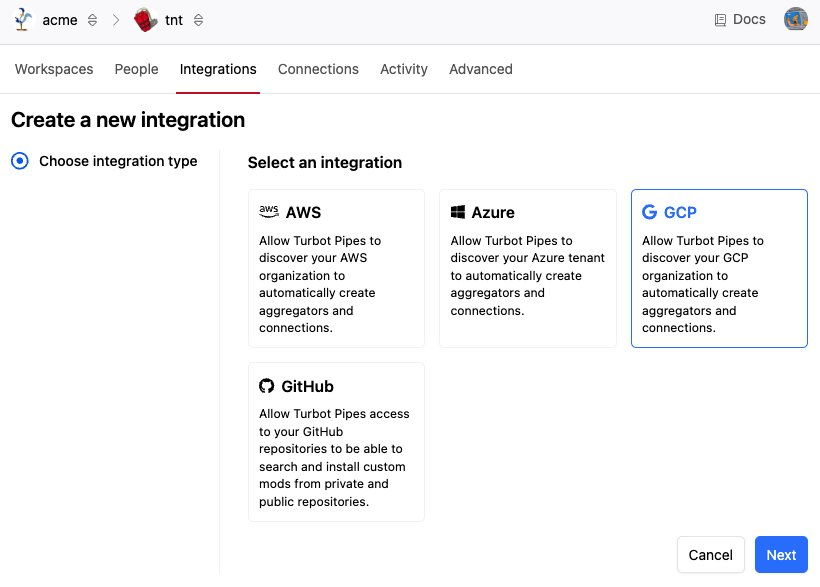 acme tnt Docs
Workspaces People Integrations Connections Activity Advanced
Create a new integration
Choose integration type
Select an integration
aws AWS
Allow Turbot Pipes to
discover your AWS
organization to
automatically create
aggregators and
connections.
Azure
Allow Turbot Pipes to
discover your Azure tenant
to automatically create
aggregators and
connections.
GCP
Allow Turbot Pipes to
discover your GCP
organization to
automatically create
aggregators and
connections.
GitHub
Allow Turbot Pipes access
to your GitHub
repositories to be able to
search and install custom
mods from private and
public repositories.
Cancel Next